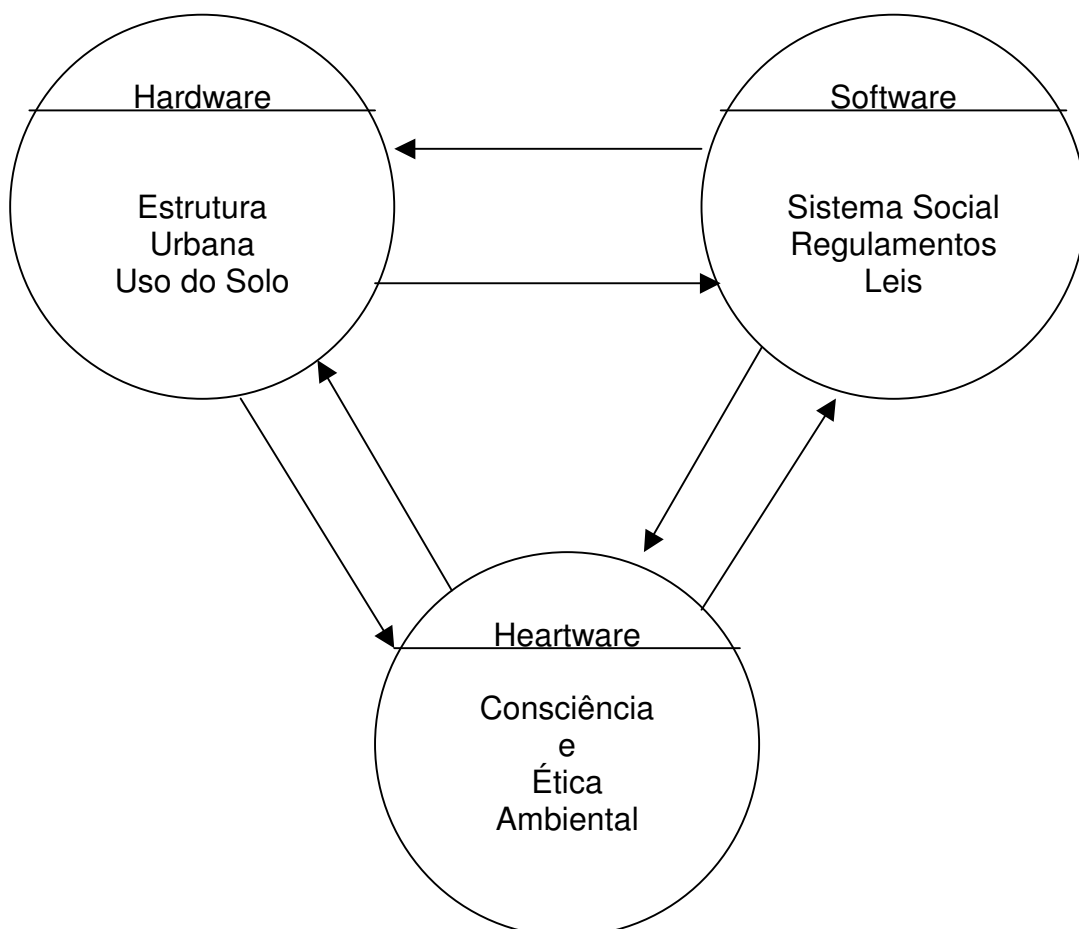 Hardware
Estrutura
Urbana
Uso do Solo
Software
Sistema Social
Regulamentos
Leis
Heartware
Consciência
e
Ética
Ambiental